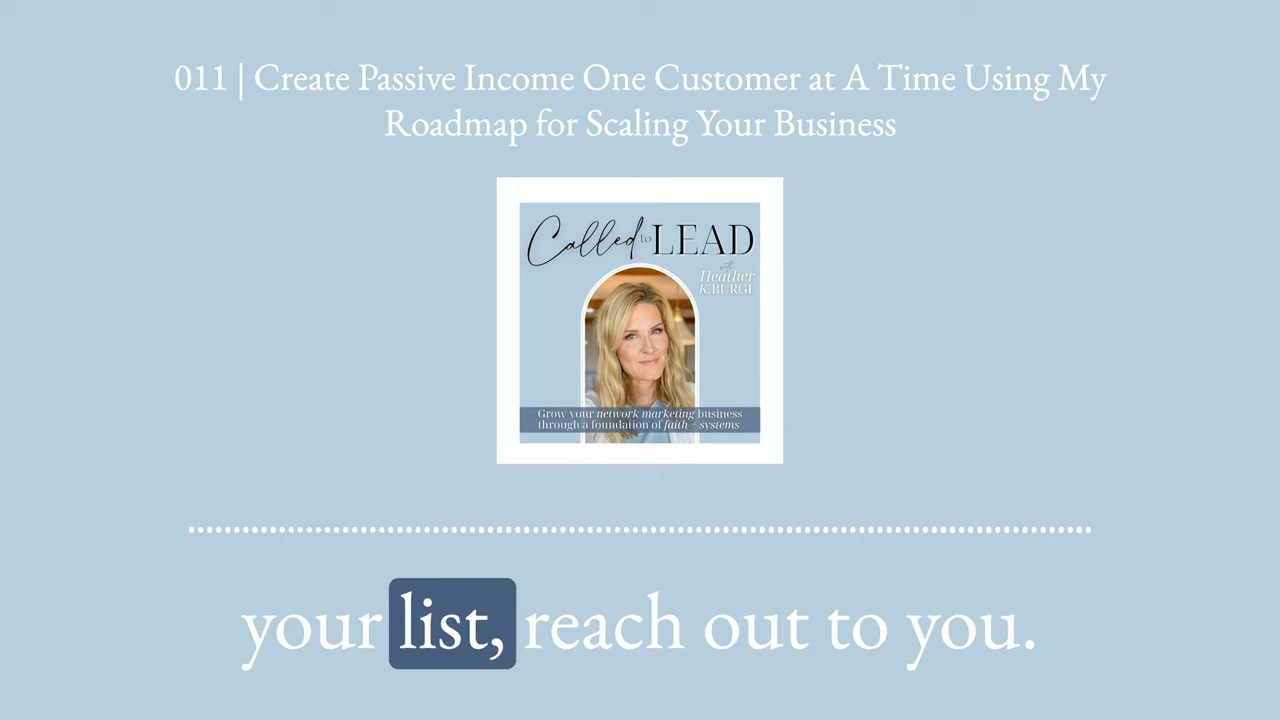 011 | Create Passive Income One Customer at A Time Using My
Roadmap for Scaling Your Business
Called to LEAD
with
Heather
K.BURGE
Grow your network marketing business
through a foundation of faith + systems
your list, reach out to you.